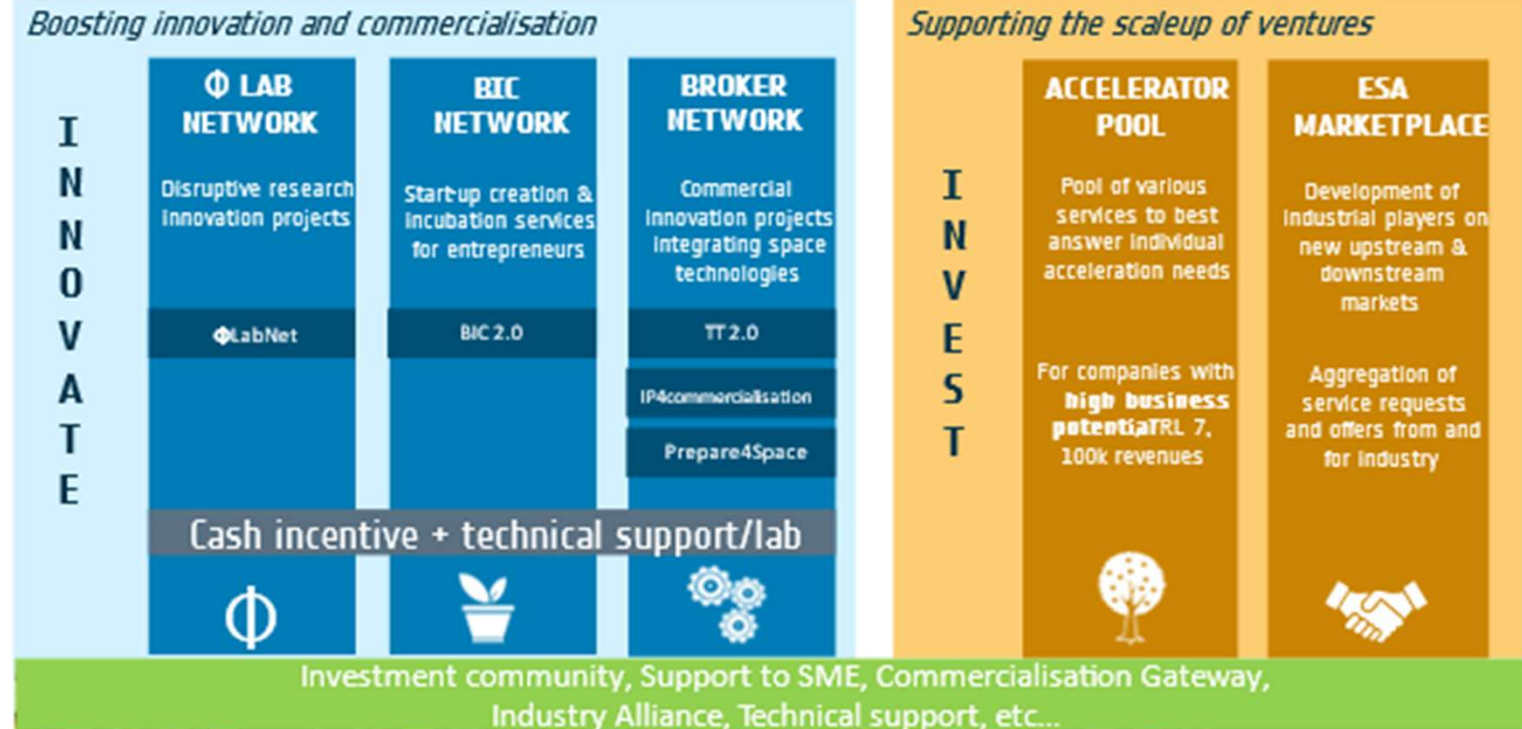 Boosting innovation and commercialisation
INNOVATE
Φ LAB
NETWORK
Disruptive research
innovation projects
ΦLabNet
BIC
NETWORK
Start-up creation &
incubation services
for entrepreneurs
BIC 2.0
BROKER
NETWORK
Commercial
innovation projects
integrating space
technologies
TT 2.0
IP4commercialisation
Prepare4Space
Cash incentive + technical support/lab
Φ
Supporting the scaleup of ventures
INVEST
ACCELERATOR
POOL
Pool of various
services to best
answer individual
acceleration needs
For companies with
high business
potential, TRL 7,
100k revenues
ESA
MARKETPLACE
Development of
industrial players on
new upstream &
downstream
markets
Aggregation of
service requests
and offers from and
for industry
Investment community, Support to SME, Commercialisation Gateway,
Industry Alliance, Technical support, etc...